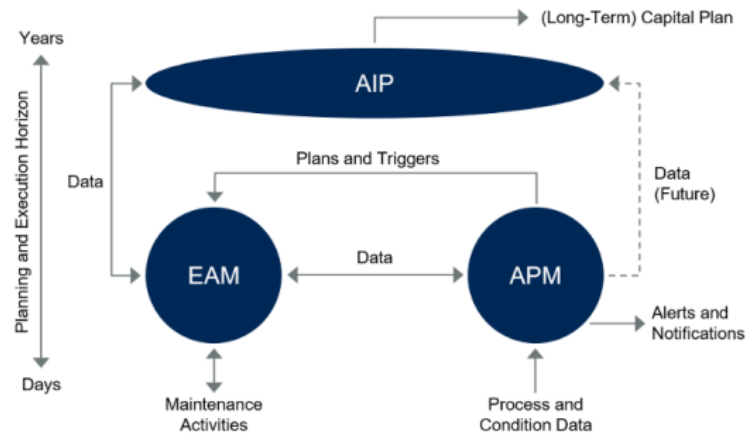 Years
(Long-Term) Capital Plan
AIP
Planning and Execution Horizon
Data
Plans and Triggers
Data
(Future)
EAM
Data
APM
Alerts and
Notifications
Days
Maintenance
Activities
Process and
Condition Data